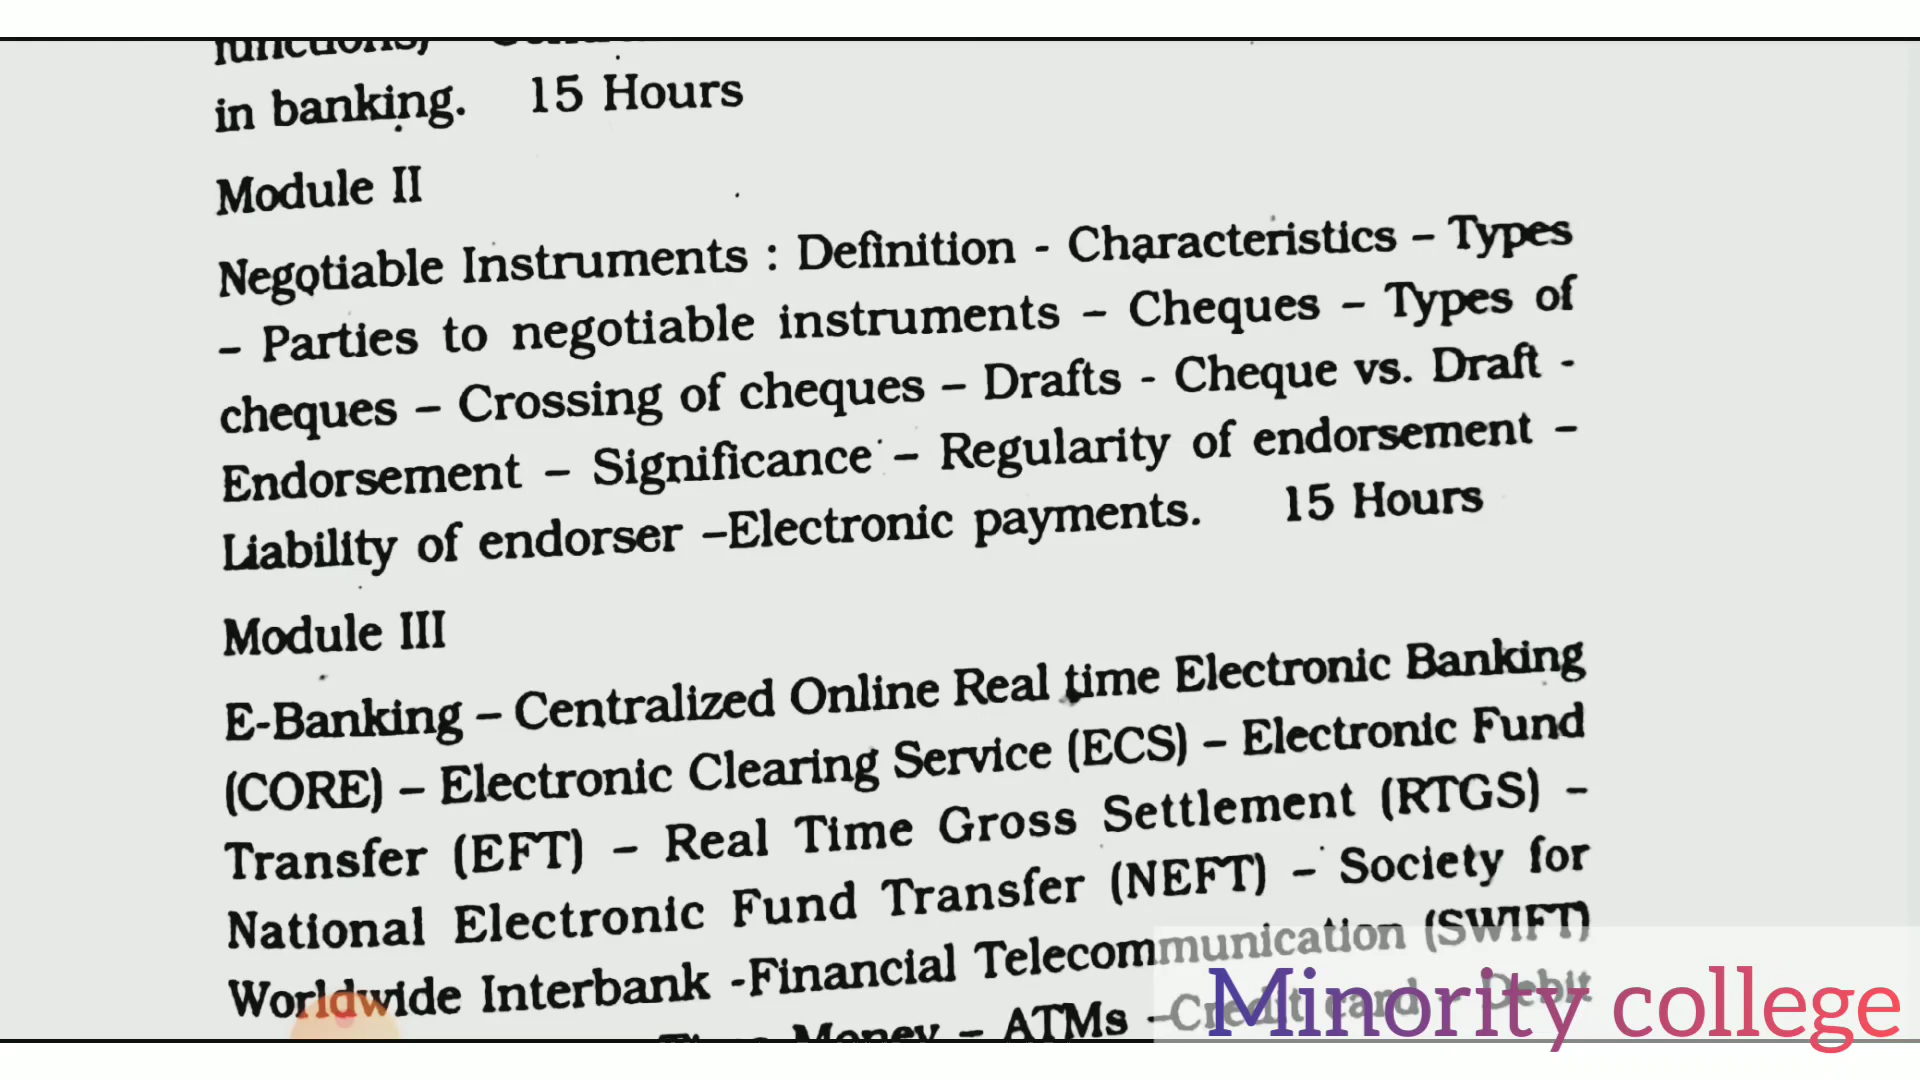 functions)
in banking. 15 Hours
Module II
Negotiable Instruments : Definition - Characteristics – Types
– Parties to negotiable instruments – Cheques – Types of
cheques – Crossing of cheques – Drafts - Cheque vs. Draft -
Endorsement – Significance – Regularity of endorsement –
Liability of endorser –Electronic payments. 15 Hours
Module III
E-Banking – Centralized Online Real time Electronic Banking
(CORE) – Electronic Clearing Service (ECS) – Electronic Fund
Transfer (EFT) – Real Time Gross Settlement (RTGS) –
National Electronic Fund Transfer (NEFT) – Society for
Worldwide Interbank -Financial Telecommunication (SWIFT)
Money – ATMs –Credit card - Debit
Minority college